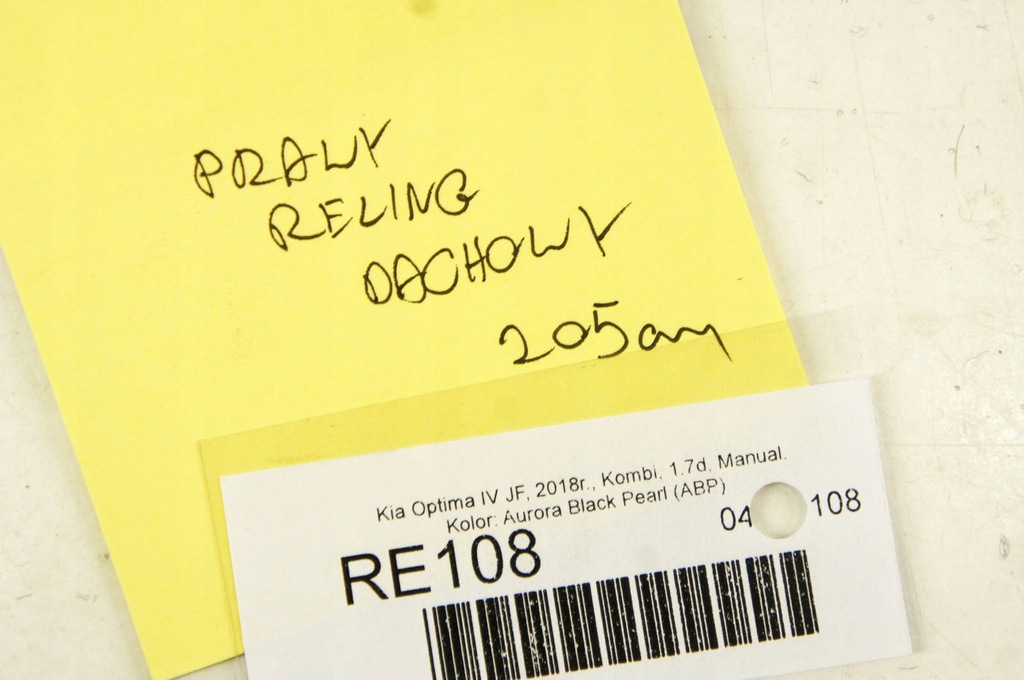 PRAWY
RELING
DACHOWY
205cm
Kia Optima IV JF, 2018r., Kombi, 1.7d, Manual.
Kolor: Aurora Black Pearl (ABP)
04 108
RE108